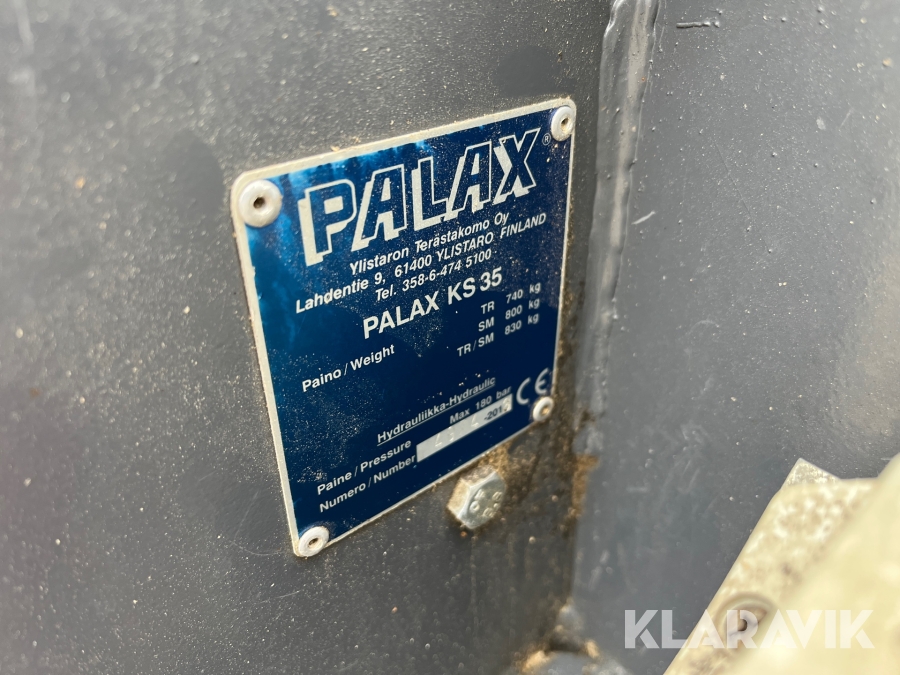 PALAX®
Ylistaron Terästakomo Oy
Lahdentie 9, 61400 YLISTARO FINLAND
Tel. 358-6-474 5100
PALAX KS 35
Paino / Weight TR 740 kg
SM 800 kg
TR / SM 830 kg
Hydrauliikka-Hydraulic
Paine / Pressure Max 180 bar
Numero / Number
CE
KLARAVIK